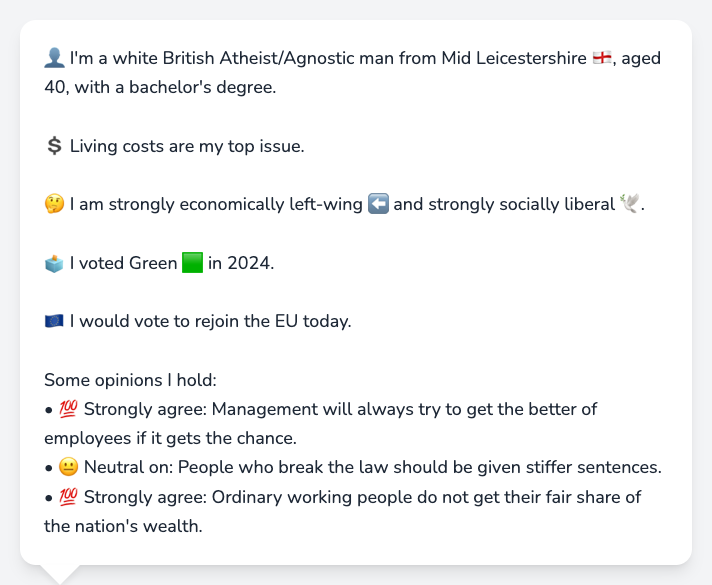 👤 I'm a white British Atheist/Agnostic man from Mid Leicestershire 🏴󠁧󠁢󠁥󠁮󠁧󠁿, aged
40, with a bachelor's degree.
💲 Living costs are my top issue.
🤔 I am strongly economically left-wing ⬅️ and strongly socially liberal 🕊️.
🗳️ I voted Green 🟩 in 2024.
🇪🇺 I would vote to rejoin the EU today.
Some opinions I hold:
• 💯 Strongly agree: Management will always try to get the better of
employees if it gets the chance.
• 😐 Neutral on: People who break the law should be given stiffer sentences.
• 💯 Strongly agree: Ordinary working people do not get their fair share of
the nation's wealth.